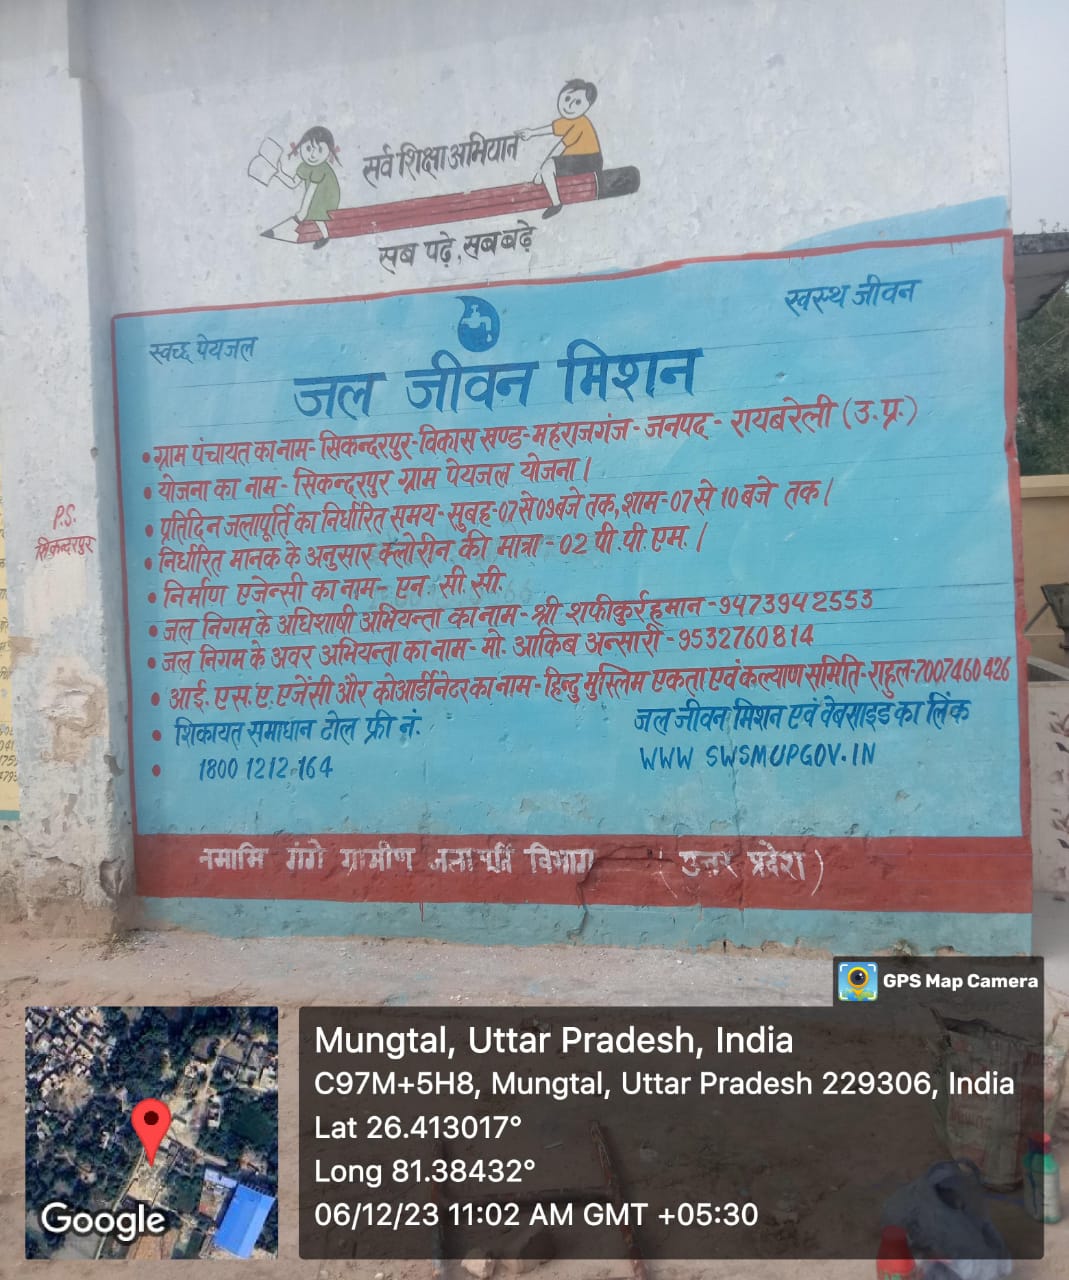 सर्व शिक्षा अभियान
सब पढ़े, सब बढ़े
स्वच्छ पेयजल
स्वस्थ जीवन
जल जीवन मिशन
• ग्राम पंचायत का नाम- सिकन्दरपुर-विकास खण्ड-महराजगंज- जनपद - रायबरेली (उ.प्र.)
• योजना का नाम- सिकन्दरपुर ग्राम पेयजल योजना।
• प्रतिदिन जलापूर्ति का निर्धारित समय- सुबह-07 से 09 बजे तक, शाम-07 से 10 बजे तक।
• निर्धारित मानक के अनुसार क्लोरीन की मात्रा - 02 पी.पी.एम.।
• निर्माण एजेन्सी का नाम- एन. सी. सी.
• जल निगम के अधिशाषी अभियन्ता का नाम- श्री शफीकुर्रहमान -9473942553
• जल निगम के अवर अभियन्ता का नाम- मो. आकिब अन्सारी - 9532760814
• आई. एस. ए. एजेंसी और कोआर्डीनेटर का नाम- हिन्दु मुस्लिम एकता एवं कल्याण समिति- राहुल-7007460426
• शिकायत समाधान टोल फ्री नं.
• 1800 1212 164
जल जीवन मिशन एवं वेबसाइड का लिंक
WWW SWSMUPGOV.IN
नमामि गंगे ग्रामीण जलापूर्ति विभाग (उत्तर प्रदेश)
P.S.
सिकन्दरपुर
GPS Map Camera
Mungtal, Uttar Pradesh, India
C97M+5H8, Mungtal, Uttar Pradesh 229306, India
Lat 26.413017°
Long 81.38432°
06/12/23 11:02 AM GMT +05:30
Google